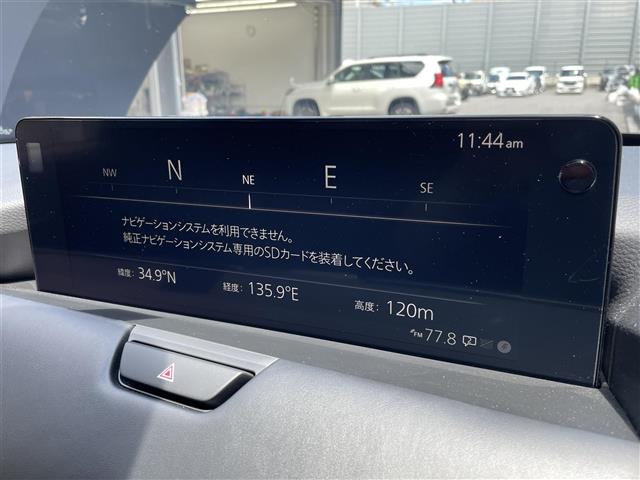 11:44am
NW N NE E SE
ナビゲーションシステムを利用できません。
純正ナビゲーションシステム専用のSDカードを装着してください。
緯度: 34.9°N 経度: 135.9°E 高度: 120m
FM 77.8 2